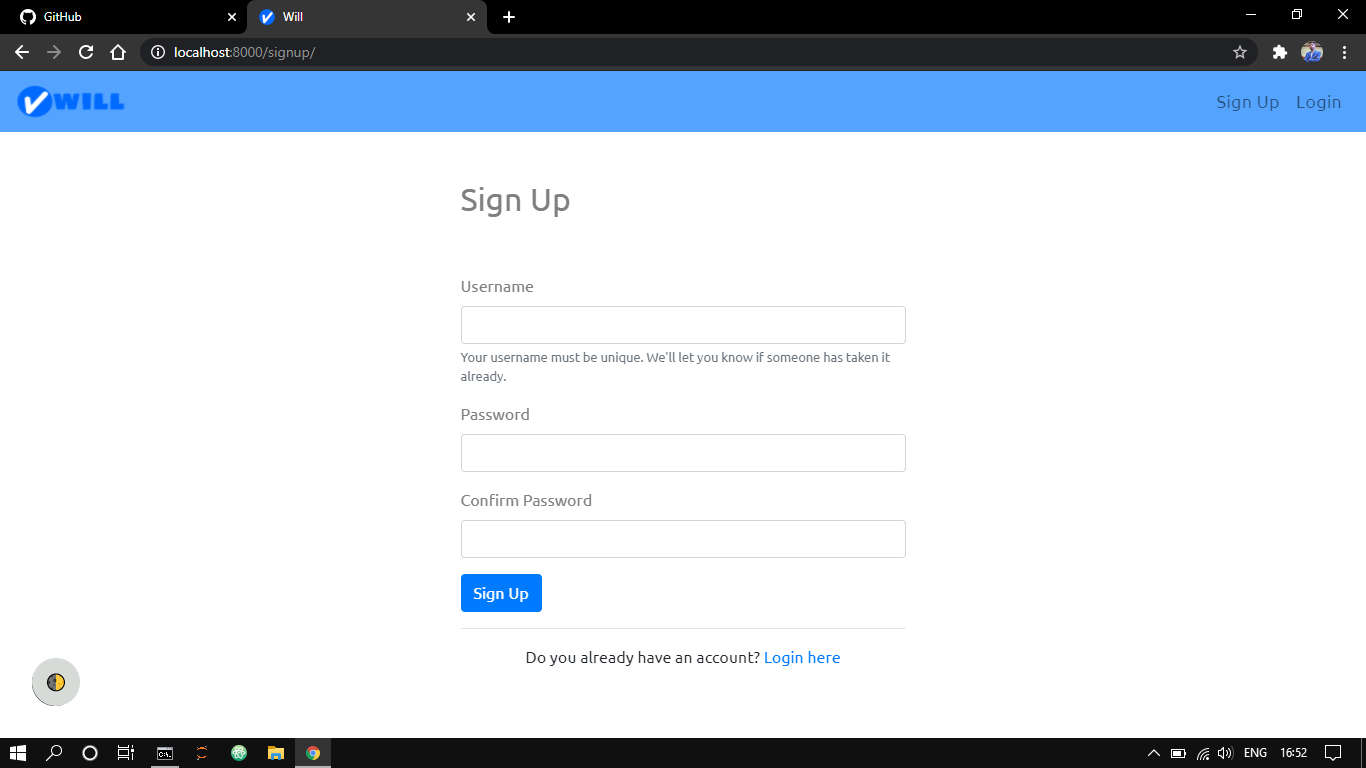 GitHub
Will
localhost:8000/signup/
WILL
Sign Up Login
Sign Up
Username
Your username must be unique. We'll let you know if someone has taken it
already.
Password
Confirm Password
Sign Up
Do you already have an account? Login here
ENG 16:52